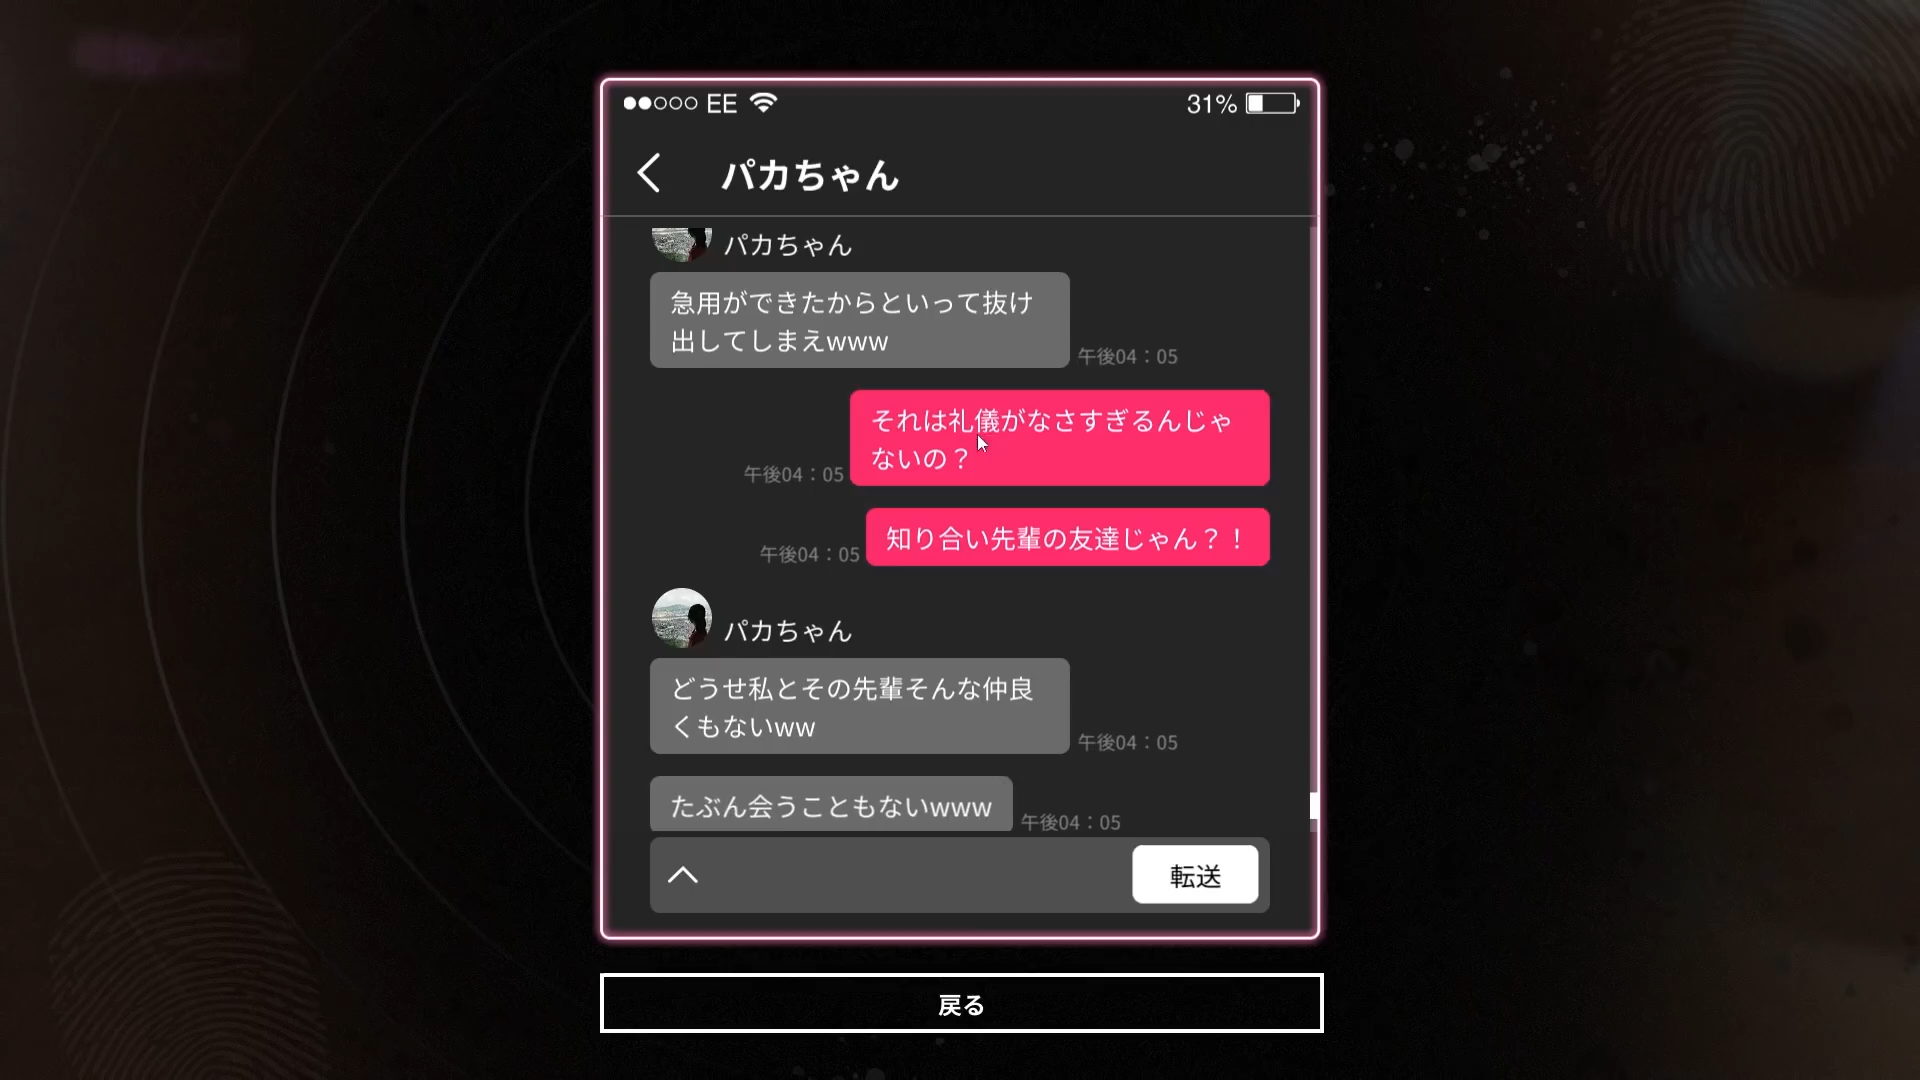 EE
31%
パカちゃん
パカちゃん
急用ができたからといって抜け
出してしまえwww
午後04：05
それは礼儀がなさすぎるんじゃ
ないの？
午後04：05
知り合い先輩の友達じゃん？！
午後04：05
パカちゃん
どうせ私とその先輩そんな仲良
くもないww
午後04：05
たぶん会うこともないwww
午後04：05
転送
戻る